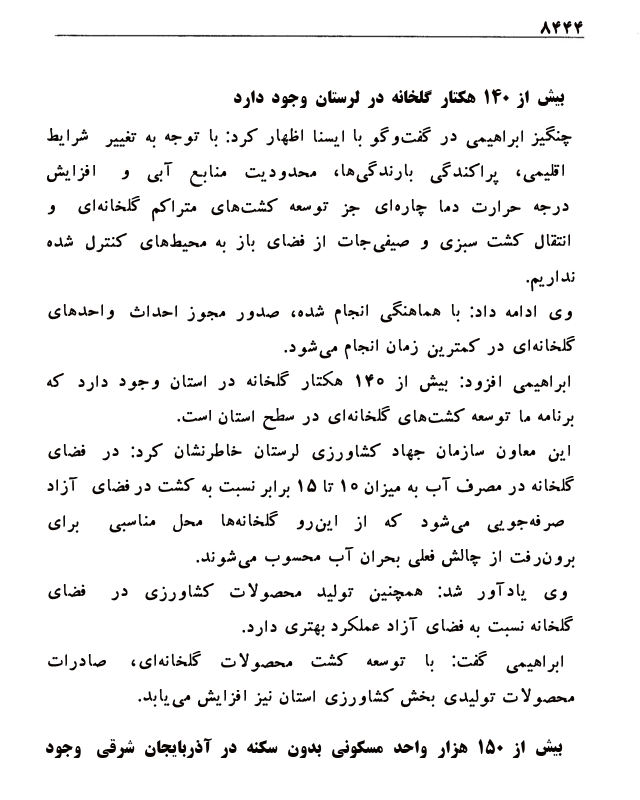 ۸۴۴۴
بیش از ۱۴۰ هکتار گلخانه در لرستان وجود دارد
چنگیز ابراهیمی در گفت‌وگو با ایسنا اظهار کرد: با توجه به تغییر شرایط
اقلیمی، پراکندگی بارندگی‌ها، محدودیت منابع آبی و افزایش
درجه حرارت دما چاره‌ای جز توسعه کشت‌های متراکم گلخانه‌ای و
انتقال کشت سبزی و صیفی‌جات از فضای باز به محیط‌های کنترل شده
نداریم.
وی ادامه داد: با هماهنگی انجام شده، صدور مجوز احداث واحدهای
گلخانه‌ای در کمترین زمان انجام می‌شود.
ابراهیمی افزود: بیش از ۱۴۰ هکتار گلخانه در استان وجود دارد که
برنامه ما توسعه کشت‌های گلخانه‌ای در سطح استان است.
این معاون سازمان جهاد کشاورزی لرستان خاطرنشان کرد: در فضای
گلخانه در مصرف آب به میزان ۱۰ تا ۱۵ برابر نسبت به کشت در فضای آزاد
صرفه‌جویی می‌شود که از این‌رو گلخانه‌ها محل مناسبی برای
برون‌رفت از چالش فعلی بحران آب محسوب می‌شوند.
وی یادآور شد: همچنین تولید محصولات کشاورزی در فضای
گلخانه نسبت به فضای آزاد عملکرد بهتری دارد.
ابراهیمی گفت: با توسعه کشت محصولات گلخانه‌ای، صادرات
محصولات تولیدی بخش کشاورزی استان نیز افزایش می‌یابد.
بیش از ۱۵۰ هزار واحد مسکونی بدون سکنه در آذربایجان شرقی وجود